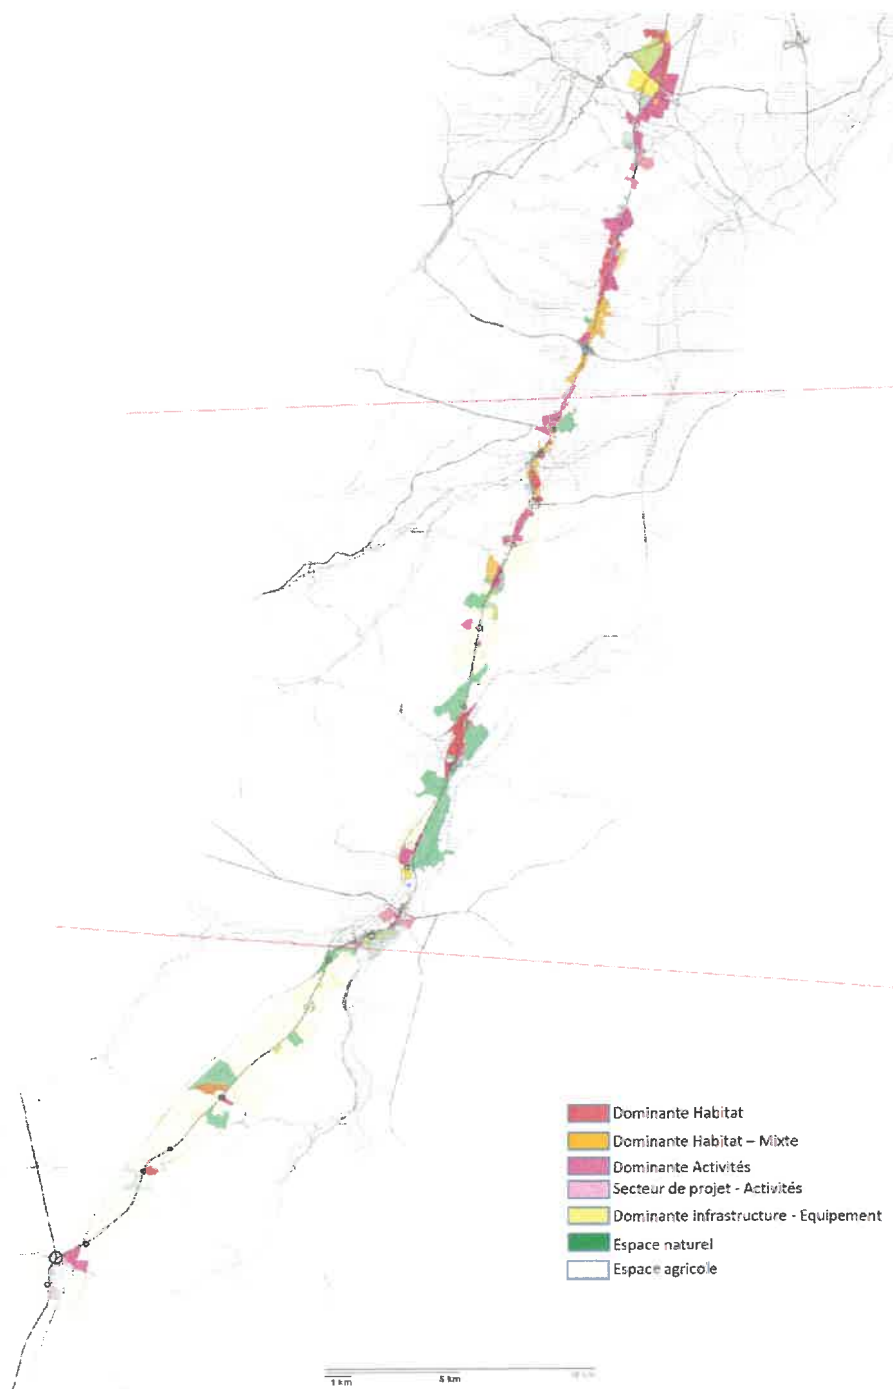 Dominante Habitat
Dominante Habitat – Mixte
Dominante Activités
Secteur de projet - Activités
Dominante infrastructure - Equipement
Espace naturel
Espace agricole
1 km
5 km